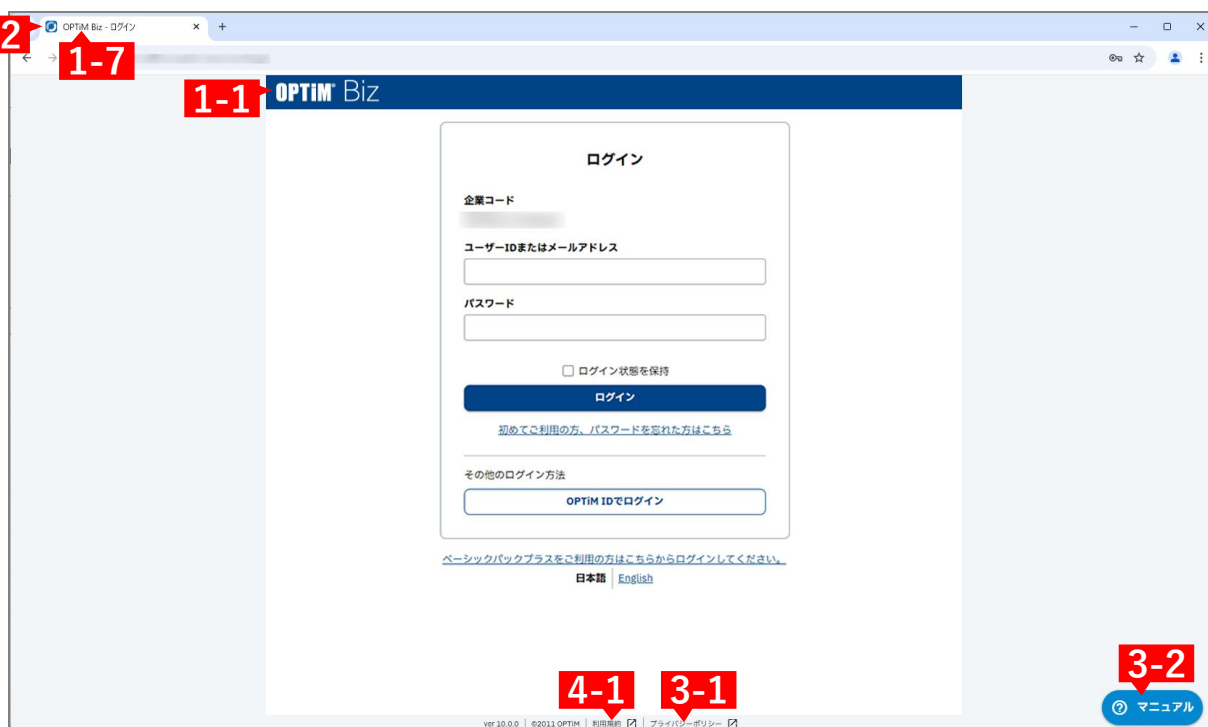 2
OPTiM Biz - ログイン
1-7
1-1
OPTiM Biz
ログイン
企業コード
ユーザーIDまたはメールアドレス
パスワード
ログイン状態を保持
ログイン
初めてご利用の方、パスワードを忘れた方はこちら
その他のログイン方法
OPTiM IDでログイン
ベーシックパックプラスをご利用の方はこちらからログインしてください。
日本語 English
3-2
4-1 3-1
マニュアル
ver 10.0.0 ©2011 OPTiM 利用規約 プライバシーポリシー